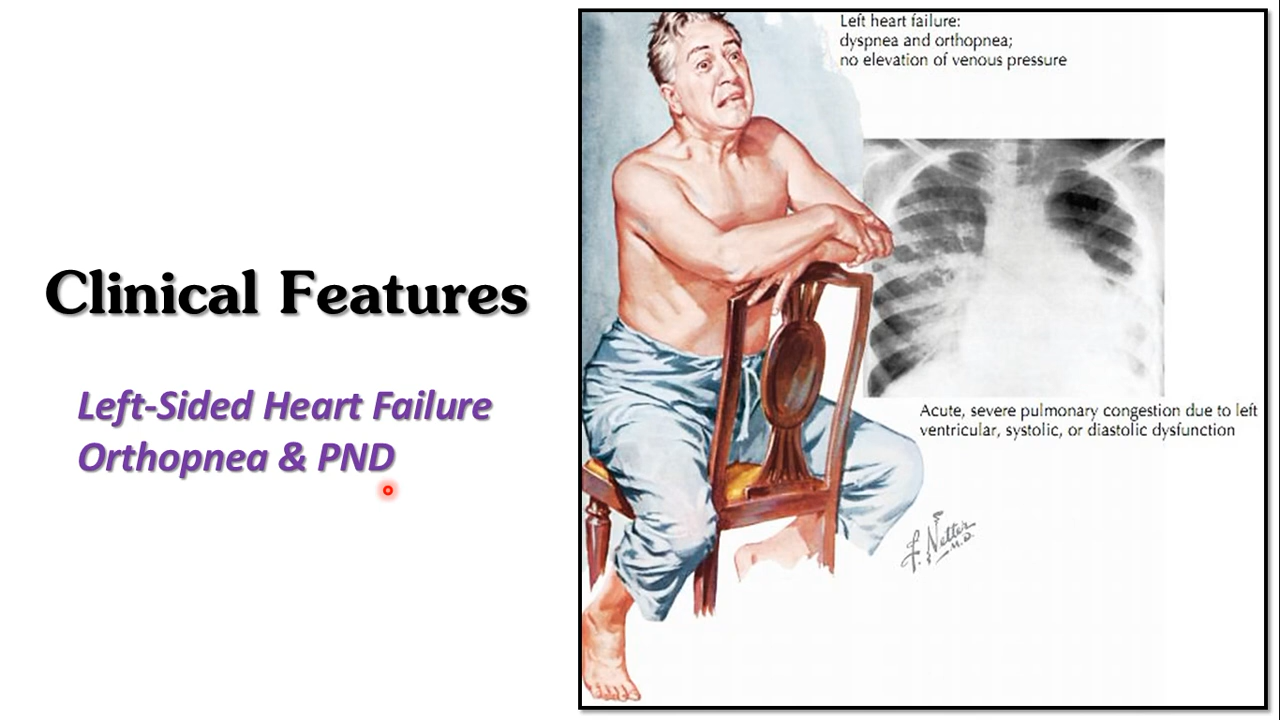 Clinical Features
Left-Sided Heart Failure
Orthopnea & PND
Left heart failure:
dyspnea and orthopnea;
no elevation of venous pressure
Acute, severe pulmonary congestion due to left
ventricular, systolic, or diastolic dysfunction
F. Netter
M.D.